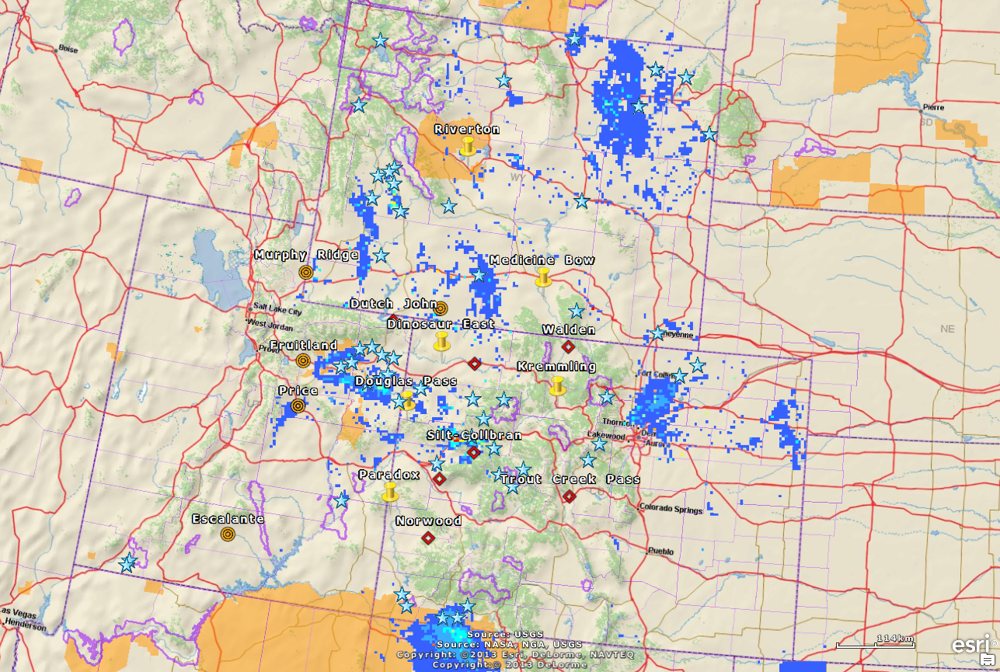 Boise
Pierre
SD
Riverton
WY
Murphy Ridge
Medicine Bow
Dutch John
Salt Lake City
Dinosaur East
West Jordan
Walden
NE
heyenne
Fruitland
Provo
Kremmling
Fort Collins
Douglas Pass
Price
Thornton
Den
Silt-Collbran
Lakewood
Auror
Paradox
Trout Creek Pass
Colorado Springs
Norwood
Escalante
Pueblo
Las Vegas
Henderson
Source: USGS
Source: NASA, NGA, USGS
Copyright: ©2013 Esri, DeLorme, NAVTEQ
Copyright:© 2013 DeLorme
114km
esri